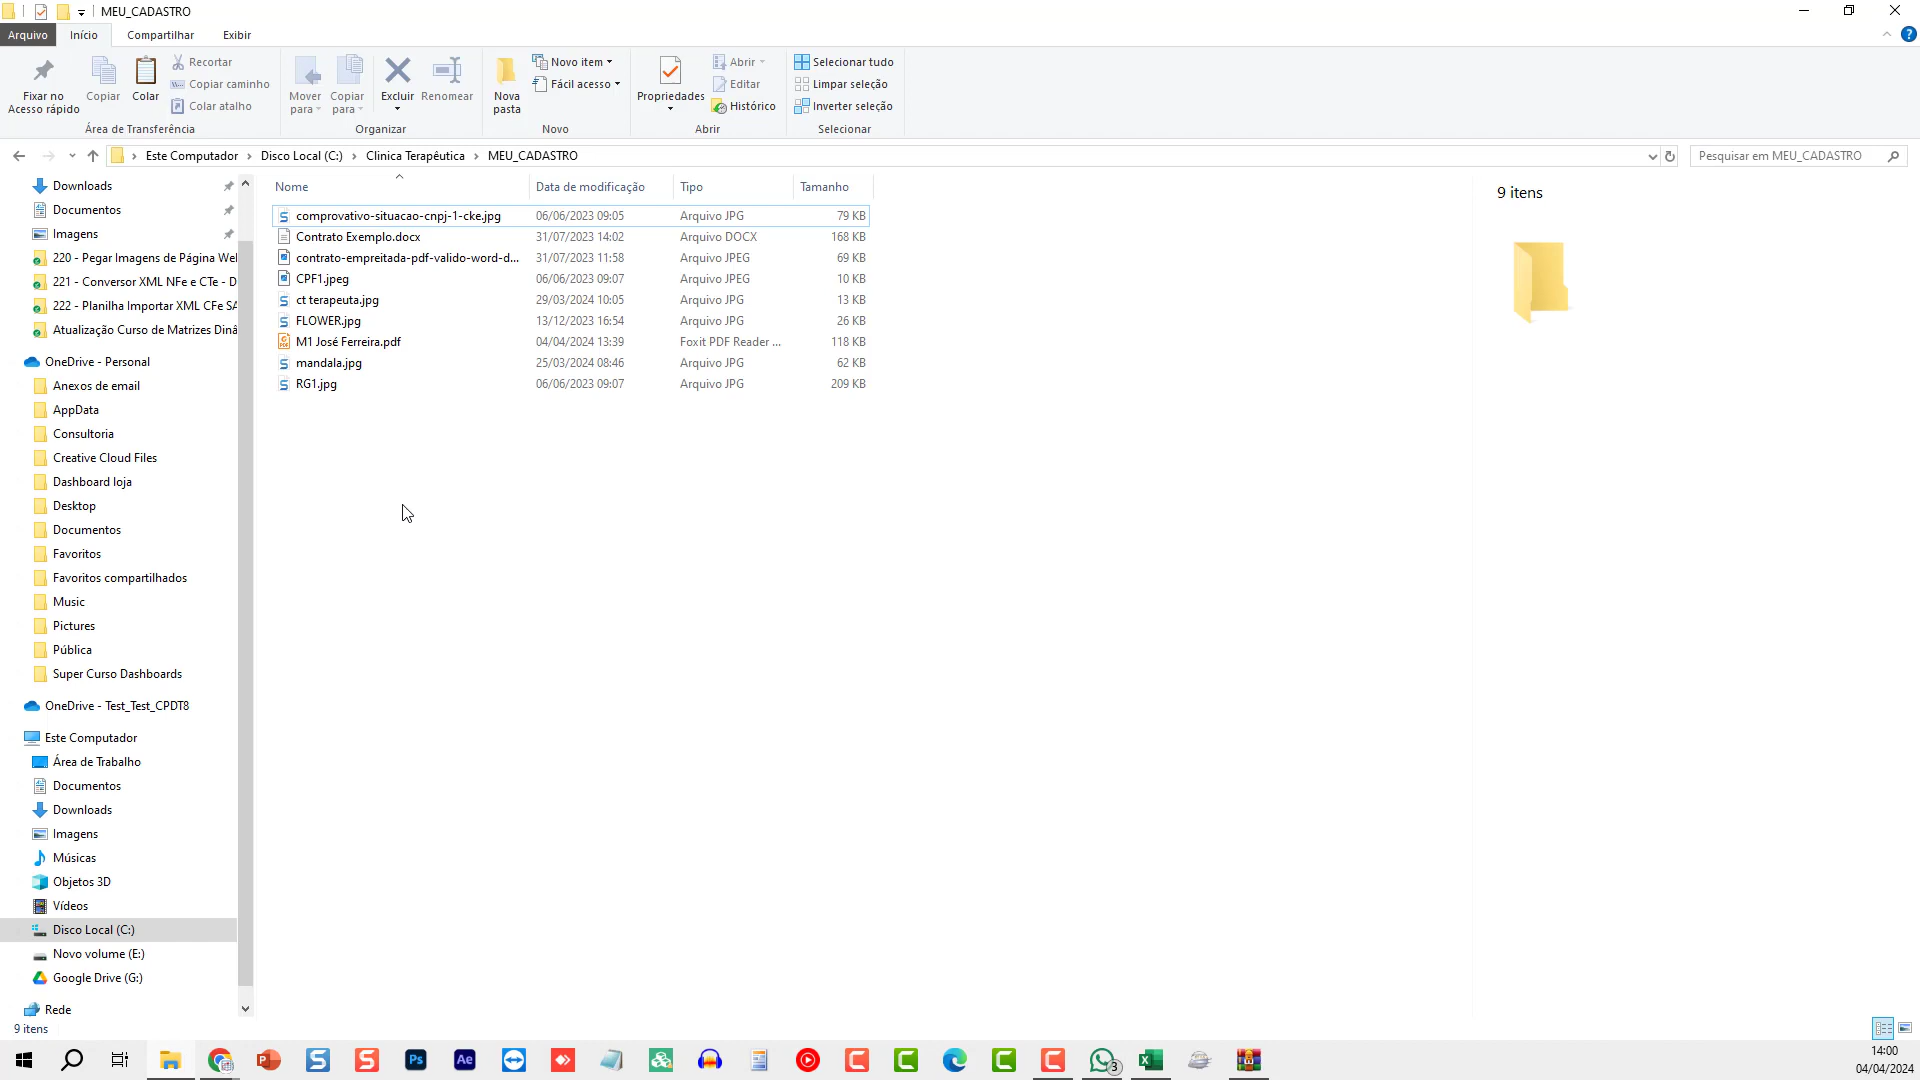 MEU_CADASTRO
Arquivo Início Compartilhar Exibir
Fixar no Acesso rápido
Copiar
Colar
Recortar
Copiar caminho
Colar atalho
Área de Transferência
Mover para
Copiar para
Excluir
Renomear
Organizar
Nova pasta
Novo item
Fácil acesso
Novo
Propriedades
Abrir
Editar
Histórico
Abrir
Selecionar tudo
Limpar seleção
Inverter seleção
Selecionar
Este Computador > Disco Local (C:) > Clinica Terapêutica > MEU_CADASTRO
Pesquisar em MEU_CADASTRO
Downloads
Documentos
Imagens
220 - Pegar Imagens de Página Wel
221 - Conversor XML NFe e CTe - D
222 - Planilha Importar XML CFe SA
Atualização Curso de Matrizes Dinâ
OneDrive - Personal
Anexos de email
AppData
Consultoria
Creative Cloud Files
Dashboard loja
Desktop
Documentos
Favoritos
Favoritos compartilhados
Music
Pictures
Pública
Super Curso Dashboards
OneDrive - Test_Test_CPDT8
Este Computador
Área de Trabalho
Documentos
Downloads
Imagens
Músicas
Objetos 3D
Vídeos
Disco Local (C:)
Novo volume (E:)
Google Drive (G:)
Rede
Nome Data de modificação Tipo Tamanho
comprovativo-situacao-cnpj-1-cke.jpg 06/06/2023 09:05 Arquivo JPG 79 KB
Contrato Exemplo.docx 31/07/2023 14:02 Arquivo DOCX 168 KB
contrato-empreitada-pdf-valido-word-d... 31/07/2023 11:58 Arquivo JPEG 69 KB
CPF1.jpeg 06/06/2023 09:07 Arquivo JPEG 10 KB
ct terapeuta.jpg 29/03/2024 10:05 Arquivo JPG 13 KB
FLOWER.jpg 13/12/2023 16:54 Arquivo JPG 26 KB
M1 José Ferreira.pdf 04/04/2024 13:39 Foxit PDF Reader ... 118 KB
mandala.jpg 25/03/2024 08:46 Arquivo JPG 62 KB
RG1.jpg 06/06/2023 09:07 Arquivo JPG 209 KB
9 itens
9 itens
Ps
Ae
3
14:00
04/04/2024